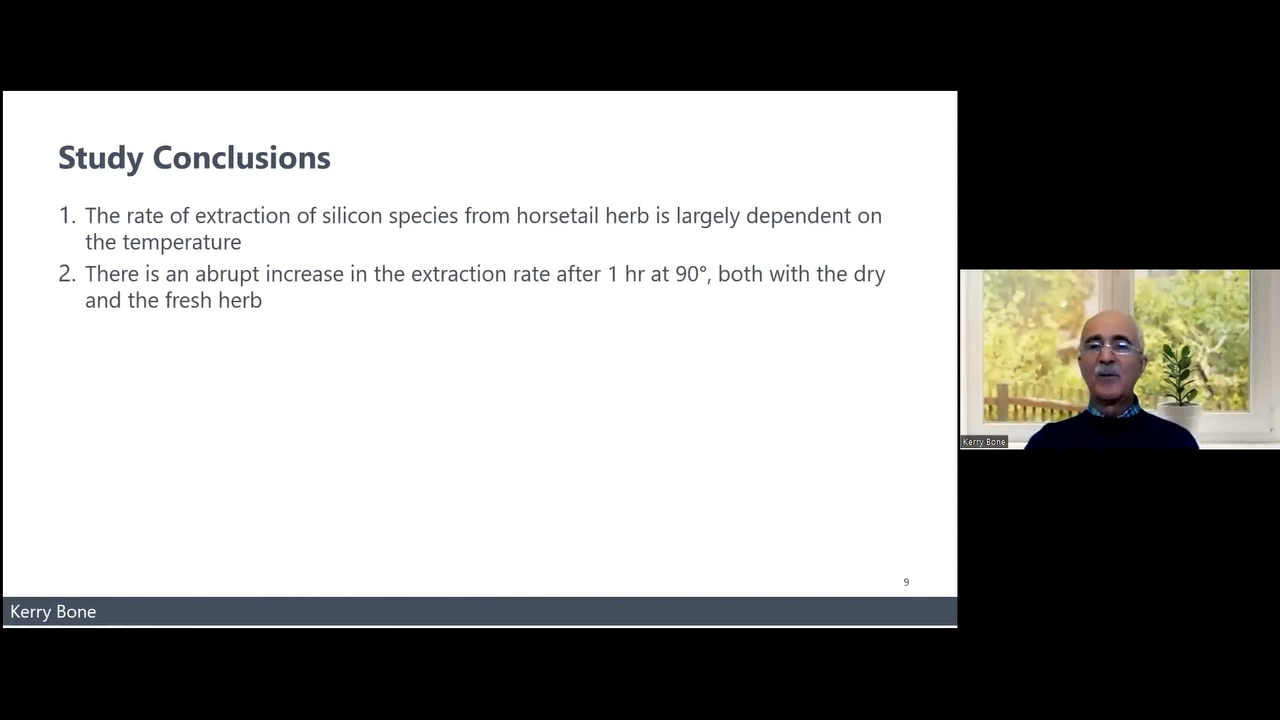 Study Conclusions
1. The rate of extraction of silicon species from horsetail herb is largely dependent on
the temperature
2. There is an abrupt increase in the extraction rate after 1 hr at 90°, both with the dry
and the fresh herb
9
Kerry Bone
Kerry Bone